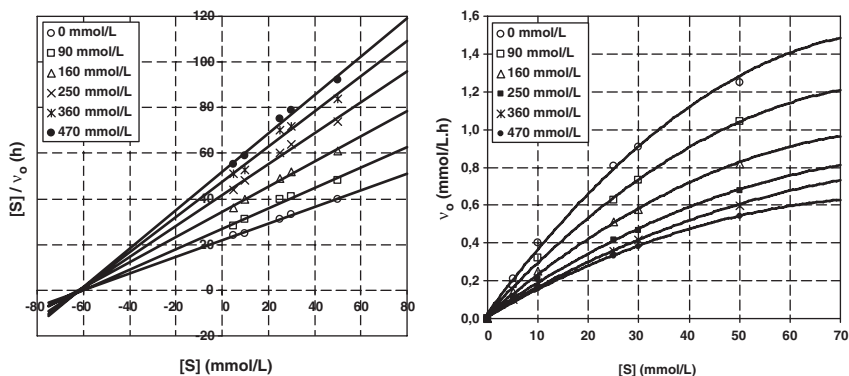 120
100
80
60
40
20
0
-20
-80 -60 -40 -20 0 20 40 60 80
0 mmol/L
90 mmol/L
160 mmol/L
250 mmol/L
360 mmol/L
470 mmol/L
[S] / νo (h)
[S] (mmol/L)
1,6
1,4
1,2
1,0
0,8
0,6
0,4
0,2
0,0
0 10 20 30 40 50 60 70
0 mmol/L
90 mmol/L
160 mmol/L
250 mmol/L
360 mmol/L
470 mmol/L
νo (mmol/L.h)
[S] (mmol/L)